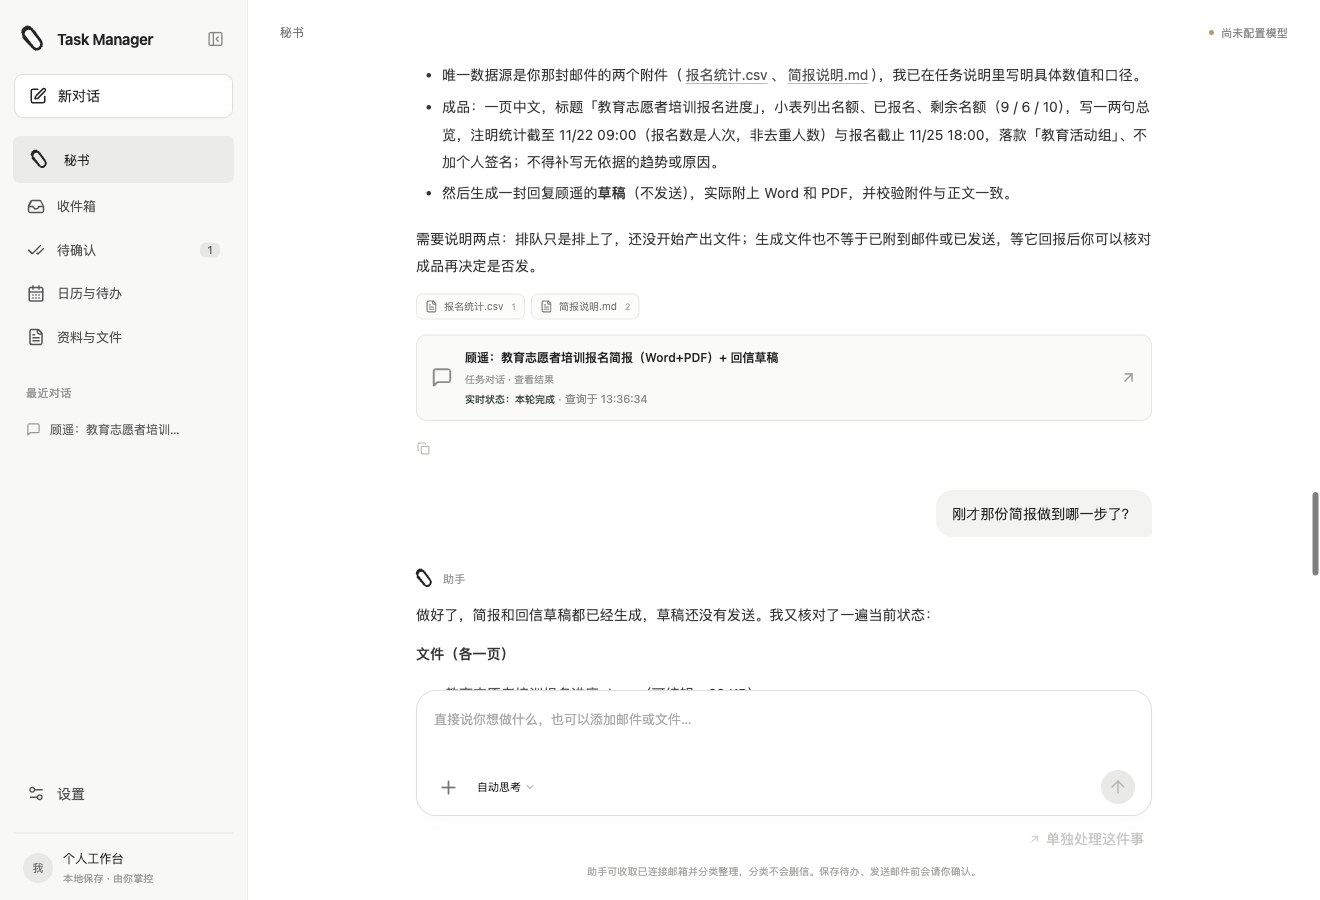 Task Manager
新对话
秘书
收件箱
待确认 1
日历与待办
资料与文件
最近对话
顾遥：教育志愿者培训...
设置
我
个人工作台
本地保存 · 由你掌控
秘书
尚未配置模型
• 唯一数据源是你那封邮件的两个附件（报名统计.csv、简报说明.md），我已在任务说明里写明具体数值和口径。
• 成品：一页中文，标题「教育志愿者培训报名进度」，小表列出名额、已报名、剩余名额（9 / 6 / 10），写一两句总
览，注明统计截至 11/22 09:00（报名数是人次，非去重人数）与报名截止 11/25 18:00，落款「教育活动组」、不
加个人签名；不得补写无依据的趋势或原因。
• 然后生成一封回复顾遥的草稿（不发送），实际附上 Word 和 PDF，并校验附件与正文一致。
需要说明两点：排队只是排上了，还没开始产出文件；生成文件也不等于已附到邮件或已发送，等它回报后你可以核对
成品再决定是否发。
报名统计.csv 1
简报说明.md 2
顾遥：教育志愿者培训报名简报（Word+PDF）+ 回信草稿
任务对话 · 查看结果
实时状态：本轮完成 · 查询于 13:36:34
刚才那份简报做到哪一步了？
助手
做好了，简报和回信草稿都已经生成，草稿还没有发送。我又核对了一遍当前状态：
文件（各一页）
直接说你想做什么，也可以添加邮件或文件...
自动思考
单独处理这件事
助手可收取已连接邮箱并分类整理，分类不会删信。保存待办、发送邮件前会请你确认。